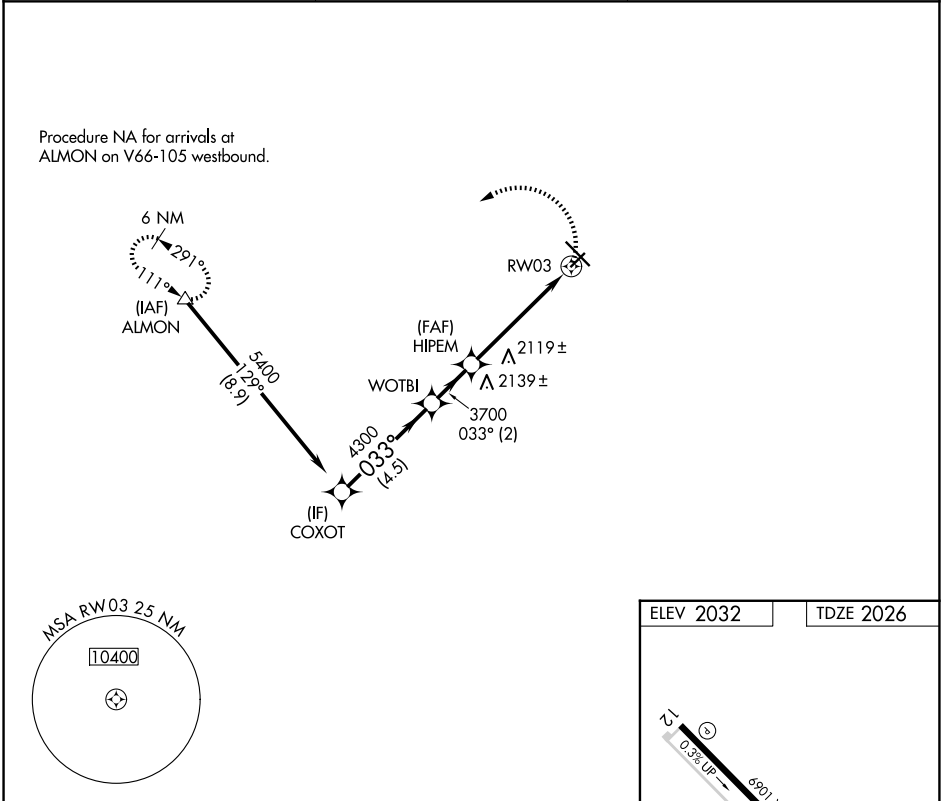 Procedure NA for arrivals at
ALMON on V66-105 westbound.
6 NM
291°
111°
(IAF)
ALMON
RW03
(FAF)
HIPEM
2119±
WOTBI
2139±
3700
033° (2)
5400
129°
(8.9)
4300
033°
(4.5)
(IF)
COXOT
MSA RW03 25 NM
10400
ELEV 2032
TDZE 2026
12
P
0.3% UP
6901